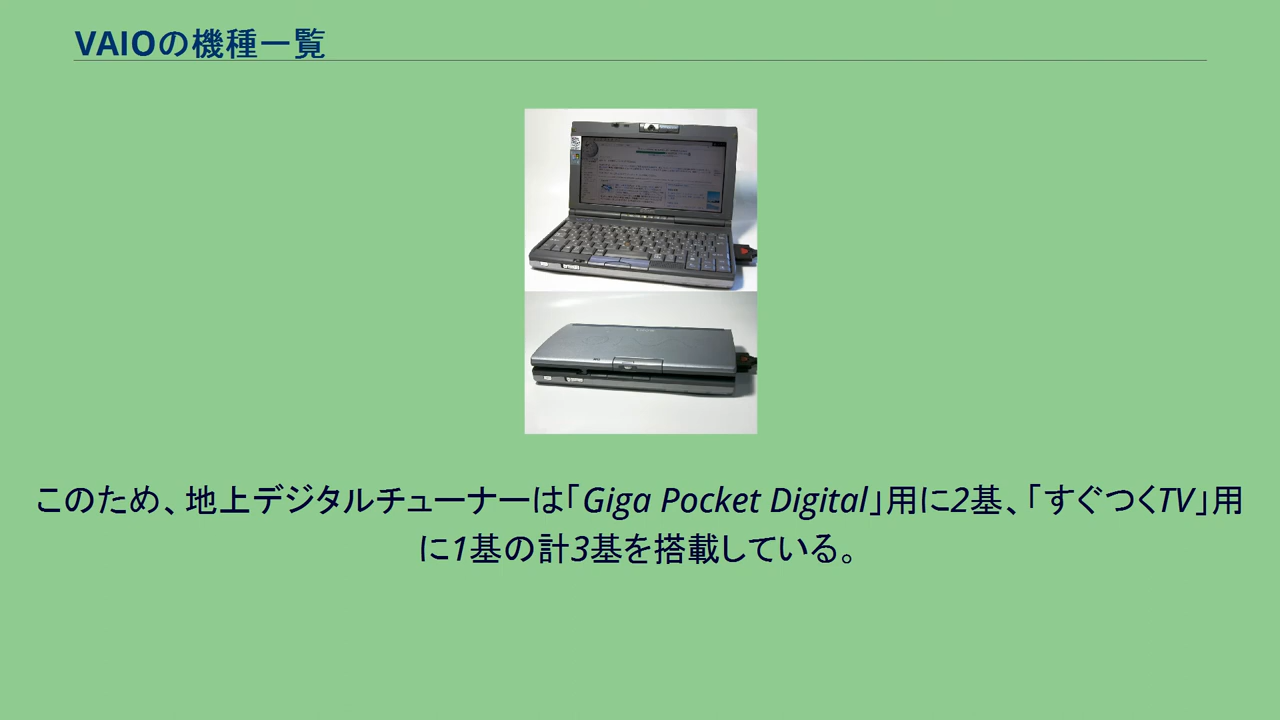 VAIOの機種一覧
このため、地上デジタルチューナーは「Giga Pocket Digital」用に2基、「すぐつくTV」用
に1基の計3基を搭載している。